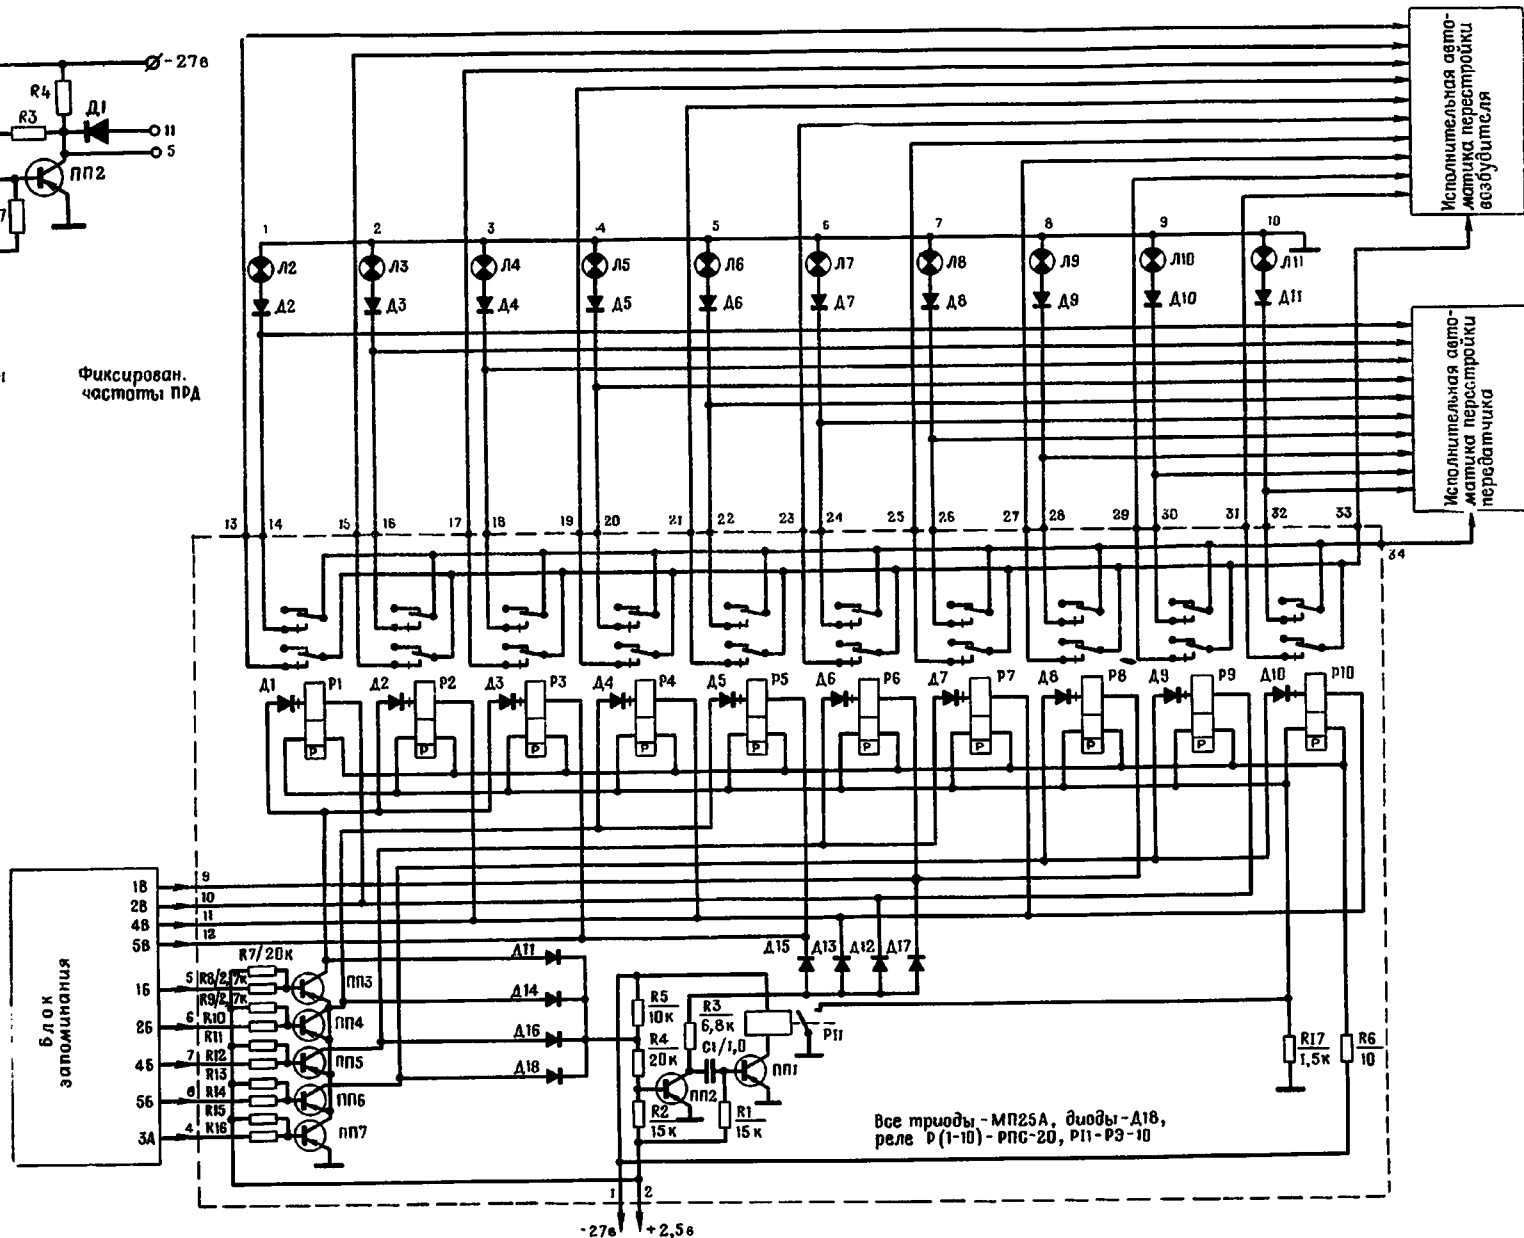 -27в
R4
Д1
R3
11
5
ПП2
7
Исполнительная авто-
матика перестройки
возбудителя
1 2 3 4 5 6 7 8 9 10
Л2 Л3 Л4 Л5 Л6 Л7 Л8 Л9 Л10 Л11
Д2 Д3 Д4 Д5 Д6 Д7 Д8 Д9 Д10 Д11
Фиксирован.
частоты ПРД
Исполнительная авто-
матика перестройки
передатчика
13 14 15 16 17 18 19 20 21 22 23 24 25 26 27 28 29 30 31 32 33
34
Д1 Р1 Д2 Р2 Д3 Р3 Д4 Р4 Д5 Р5 Д6 Р6 Д7 Р7 Д8 Р8 Д9 Р9 Д10 Р10
Р Р Р Р Р Р Р Р Р Р
Блок
запоминания
1В 9
2В 10
4В 11
5В 12
R7/20к
1Б 5 R8/2,7к
ПП3
R9/2,7к
2Б 6 R10
ПП4
R11
4Б 7 R12
ПП5
R13
5Б 8 R14
ПП6
R15
3А 4 R16
ПП7
Д11
Д14
Д16
Д18
Д15 Д13 Д12 Д17
R5
10к
R3
6,8к
R4
20к
C1/1,0
Р11
ПП1
ПП2
R2
15к
R1
15к
R17
1,5к
R6
10
Все триоды-МП25А, диоды-Д18,
реле Р(1-10)-РПС-20, Р11-РЭ-10
1 2
-27в +2,5в